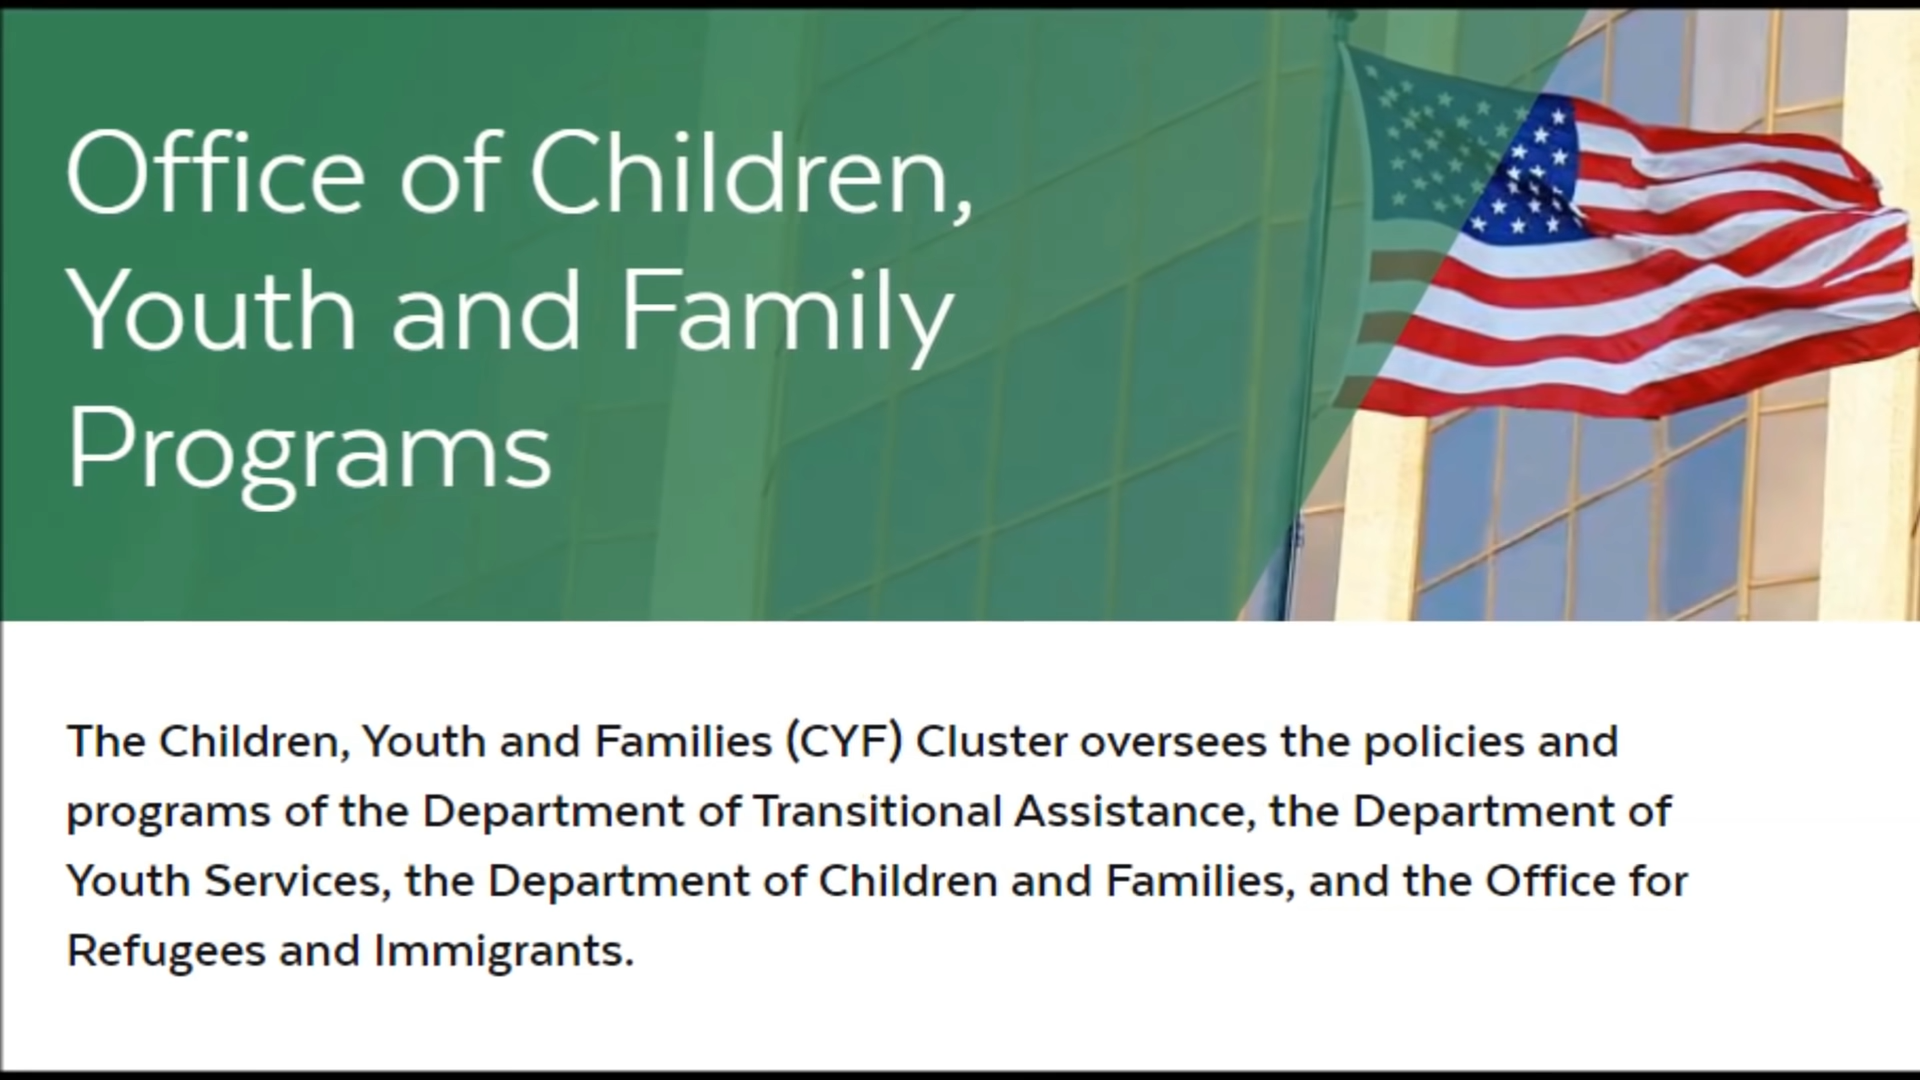 Office of Children,
Youth and Family
Programs
The Children, Youth and Families (CYF) Cluster oversees the policies and
programs of the Department of Transitional Assistance, the Department of
Youth Services, the Department of Children and Families, and the Office for
Refugees and Immigrants.